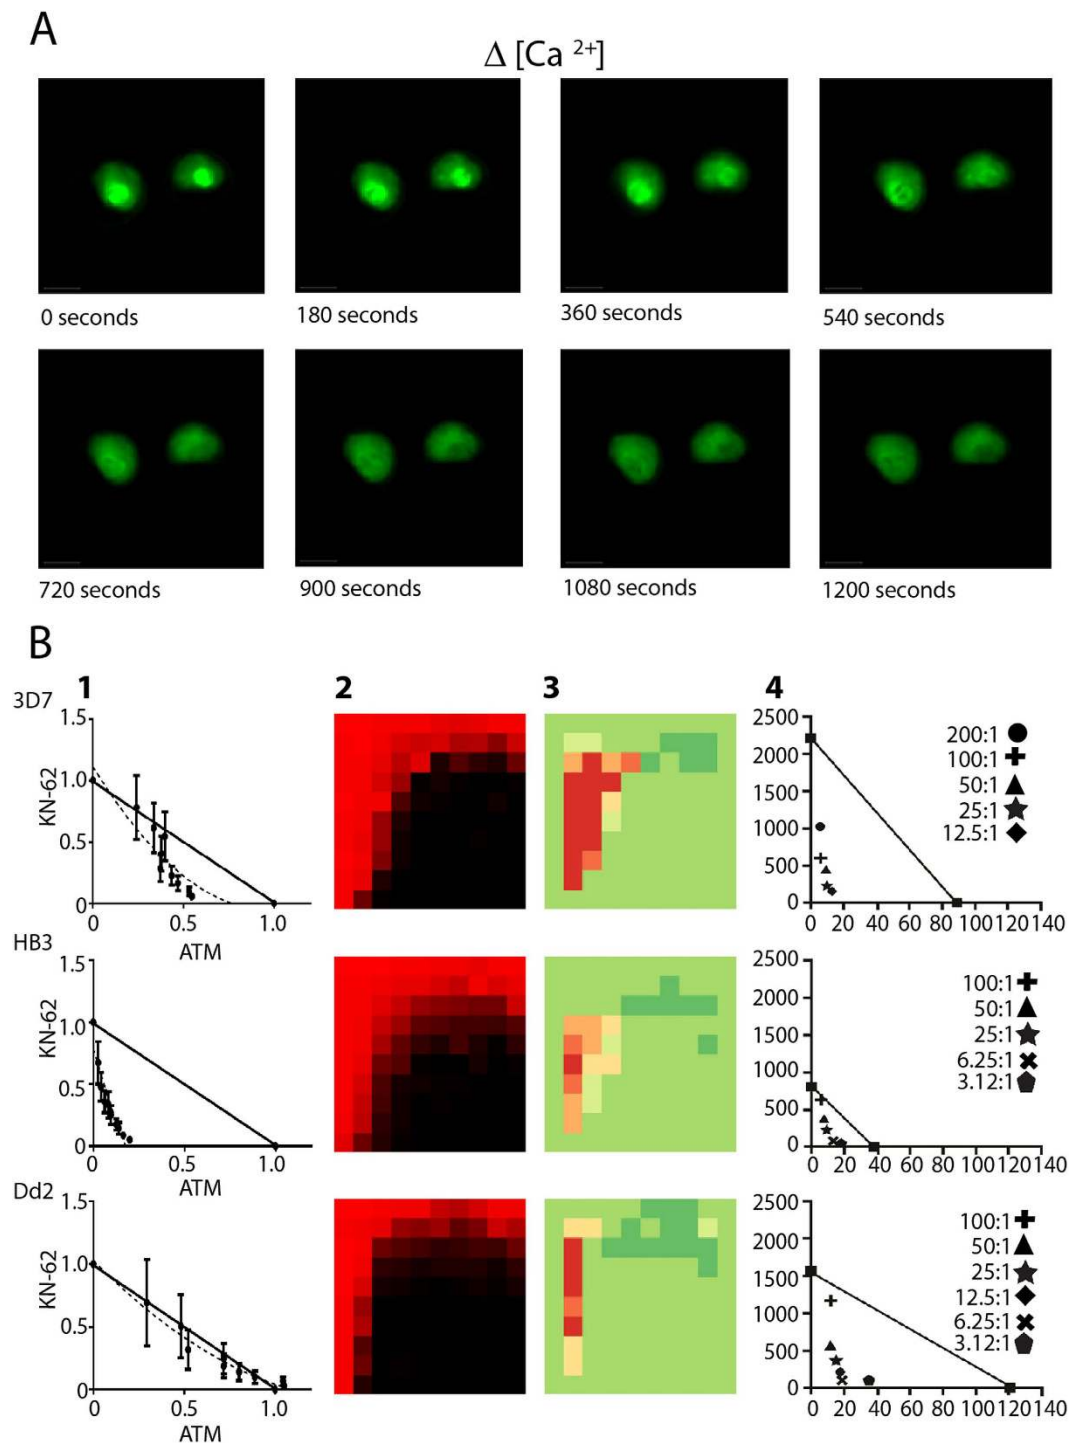 A
Δ [Ca 2+]
0 seconds
180 seconds
360 seconds
540 seconds
720 seconds
900 seconds
1080 seconds
1200 seconds
B
1
2
3
4
3D7
1.5
1.0
0.5
0
KN-62
0
0.5
1.0
ATM
2500
2000
1500
1000
500
0
0 20 40 60 80 100 120 140
200:1
100:1
50:1
25:1
12.5:1
HB3
1.5
1.0
0.5
0
KN-62
0
0.5
1.0
ATM
2500
2000
1500
1000
500
0
0 20 40 60 80 100 120 140
100:1
50:1
25:1
6.25:1
3.12:1
Dd2
1.5
1.0
0.5
0
KN-62
0
0.5
1.0
ATM
2500
2000
1500
1000
500
0
0 20 40 60 80 100 120 140
100:1
50:1
25:1
12.5:1
6.25:1
3.12:1